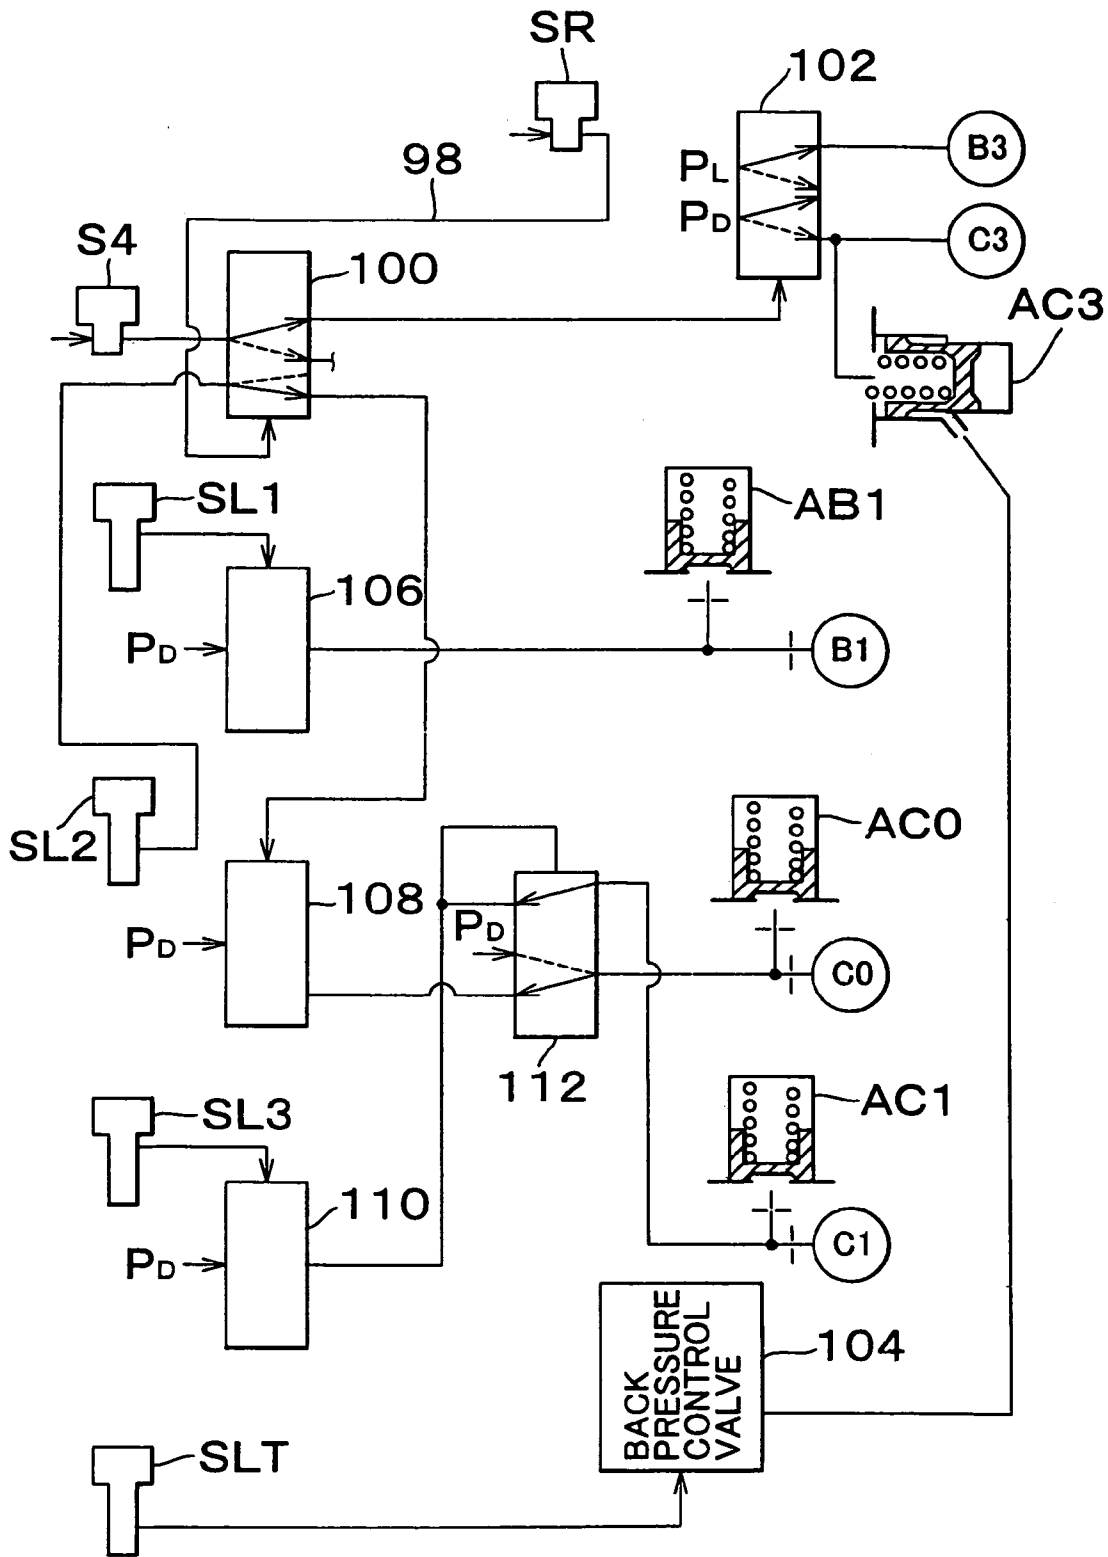 SR
102
98
PL
B3
PD
C3
S4
100
AC3
SL1
AB1
106
PD
B1
SL2
AC0
108
PD
PD
C0
112
SL3
AC1
110
PD
C1
BACK
PRESSURE
CONTROL
VALVE
104
SLT